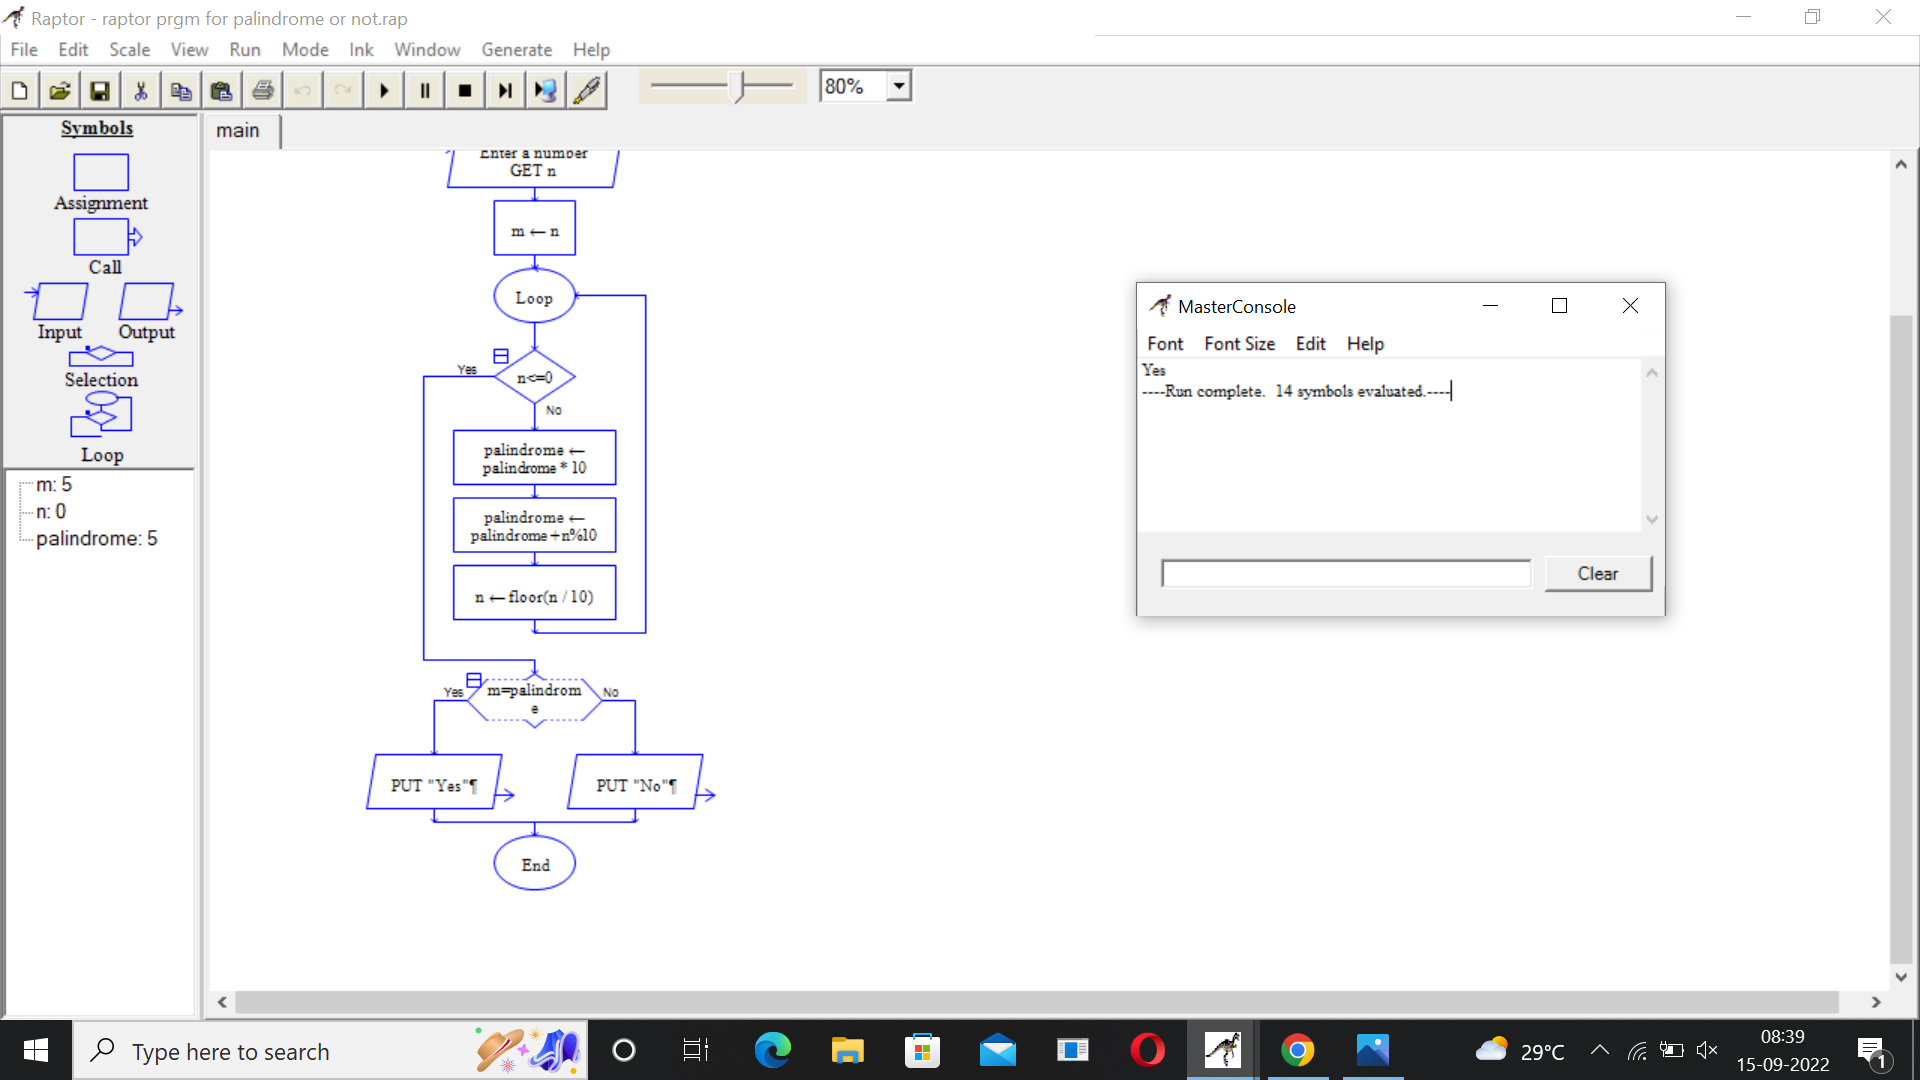 Raptor - raptor prgm for palindrome or not.rap
File Edit Scale View Run Mode Ink Window Generate Help
80%
Symbols
Assignment
Call
Input Output
Selection
Loop
m: 5
n: 0
palindrome: 5
main
Enter a number
GET n
m ← n
Loop
Yes
n<=0
No
palindrome ←
palindrome * 10
palindrome ←
palindrome+n%10
n ← floor(n / 10)
Yes
m=palindrom
e
No
PUT "Yes"¶
PUT "No"¶
End
MasterConsole
Font Font Size Edit Help
Yes
----Run complete.  14 symbols evaluated.----
Clear
Type here to search
29°C
08:39
15-09-2022
1